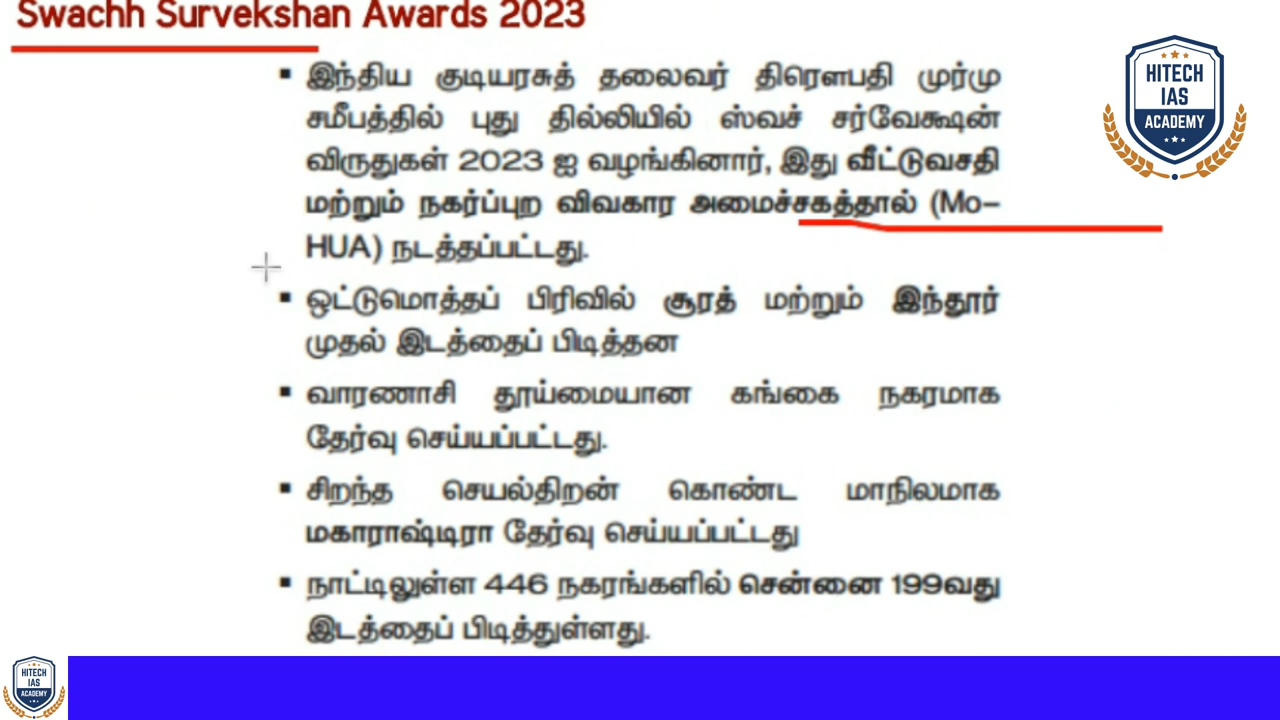 Swachh Survekshan Awards 2023
▪ இந்திய குடியரசுத் தலைவர் திரௌபதி முர்மு
சமீபத்தில் புது தில்லியில் ஸ்வச் சர்வேக்ஷன்
விருதுகள் 2023 ஐ வழங்கினார், இது வீட்டுவசதி
மற்றும் நகர்ப்புற விவகார அமைச்சகத்தால் (Mo–
HUA) நடத்தப்பட்டது.
▪ ஒட்டுமொத்தப் பிரிவில் சூரத் மற்றும் இந்தூர்
முதல் இடத்தைப் பிடித்தன
▪ வாரணாசி தூய்மையான கங்கை நகரமாக
தேர்வு செய்யப்பட்டது.
▪ சிறந்த செயல்திறன் கொண்ட மாநிலமாக
மகாராஷ்டிரா தேர்வு செய்யப்பட்டது
▪ நாட்டிலுள்ள 446 நகரங்களில் சென்னை 199வது
இடத்தைப் பிடித்துள்ளது.
HITECH
IAS
ACADEMY
HITECH
IAS
ACADEMY